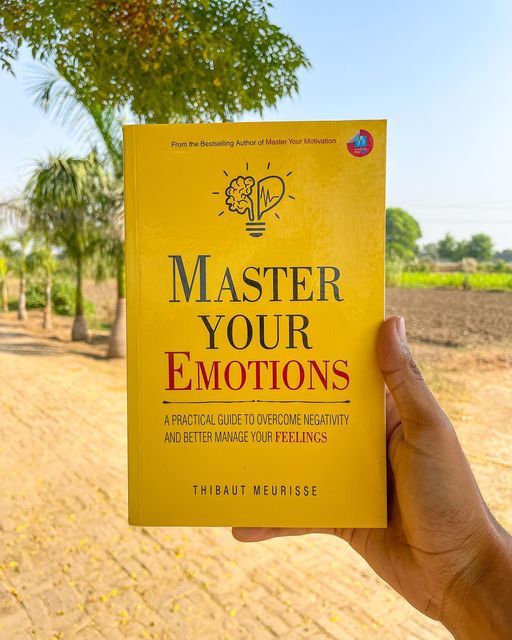 From the Bestselling Author of Master Your Motivation
MASTER
YOUR
EMOTIONS
A PRACTICAL GUIDE TO OVERCOME NEGATIVITY
AND BETTER MANAGE YOUR FEELINGS
THIBAUT MEURISSE